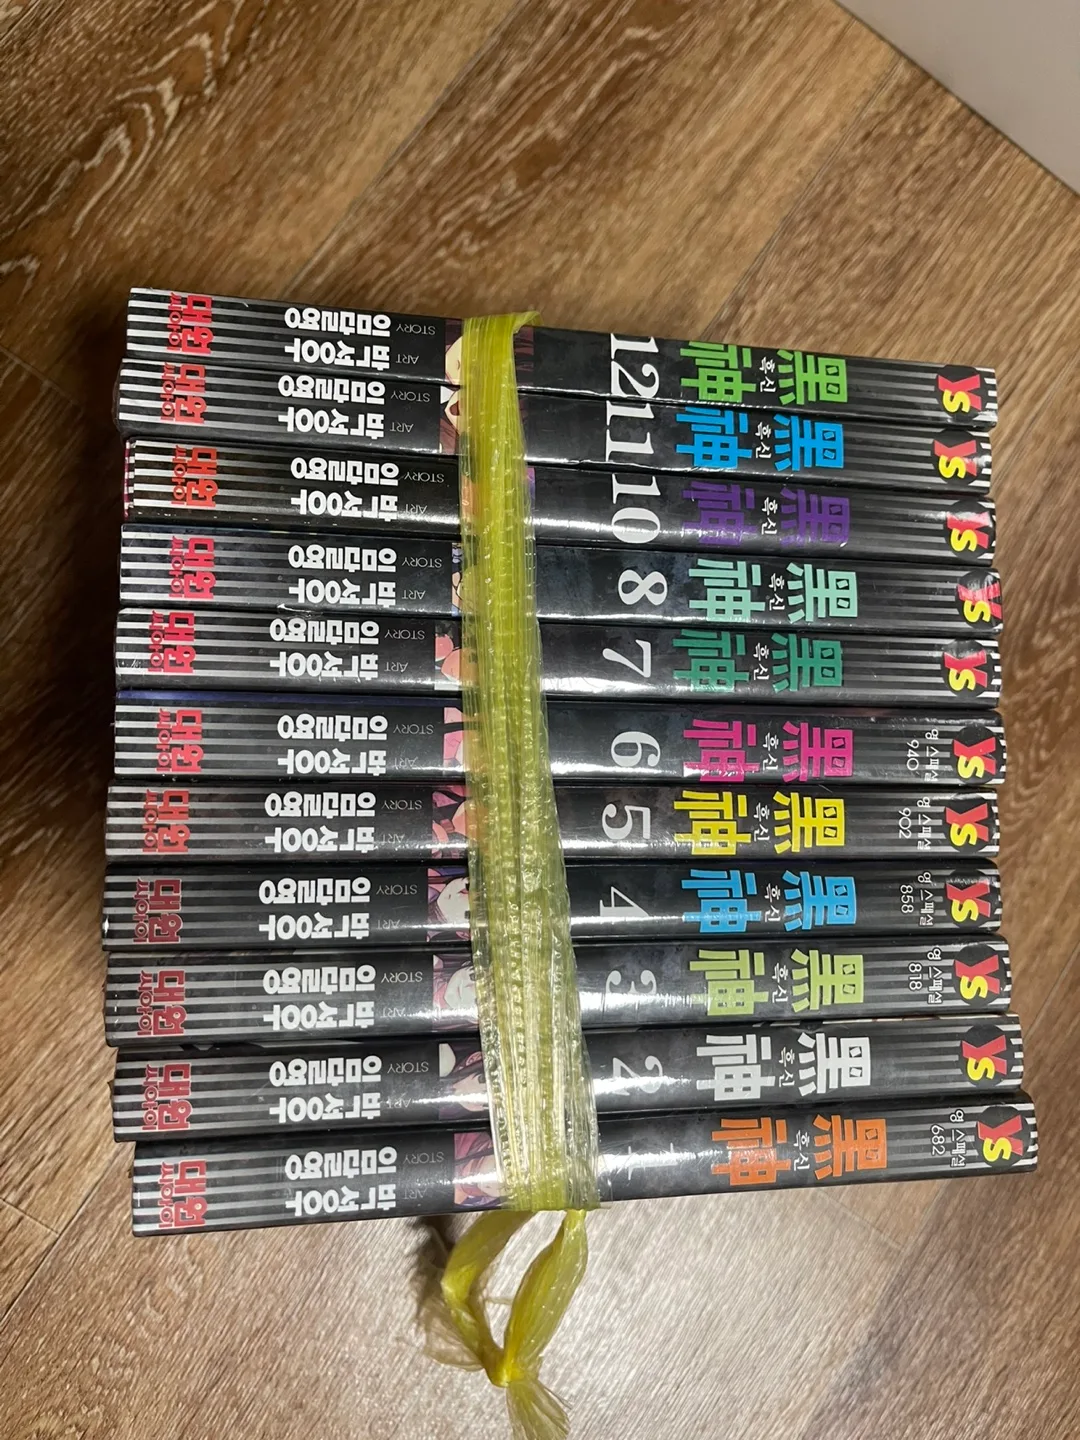 Ys
黑神
흑신
12
STORY 임달영
ART 박성우
대원씨아이
Ys
黑神
흑신
11
STORY 임달영
ART 박성우
대원씨아이
Ys
黑神
흑신
10
STORY 임달영
ART 박성우
대원씨아이
Ys
黑神
흑신
8
STORY 임달영
ART 박성우
대원씨아이
Ys
黑神
흑신
7
STORY 임달영
ART 박성우
대원씨아이
Ys
영 스페셜
940
黑神
흑신
6
STORY 임달영
ART 박성우
대원씨아이
Ys
영 스페셜
902
黑神
흑신
5
STORY 임달영
ART 박성우
대원씨아이
Ys
영 스페셜
858
黑神
흑신
4
STORY 임달영
ART 박성우
대원씨아이
Ys
영 스페셜
818
黑神
흑신
3
STORY 임달영
ART 박성우
대원씨아이
Ys
黑神
흑신
2
STORY 임달영
ART 박성우
대원씨아이
Ys
영 스페셜
682
黑神
흑신
1
STORY 임달영
ART 박성우
대원씨아이